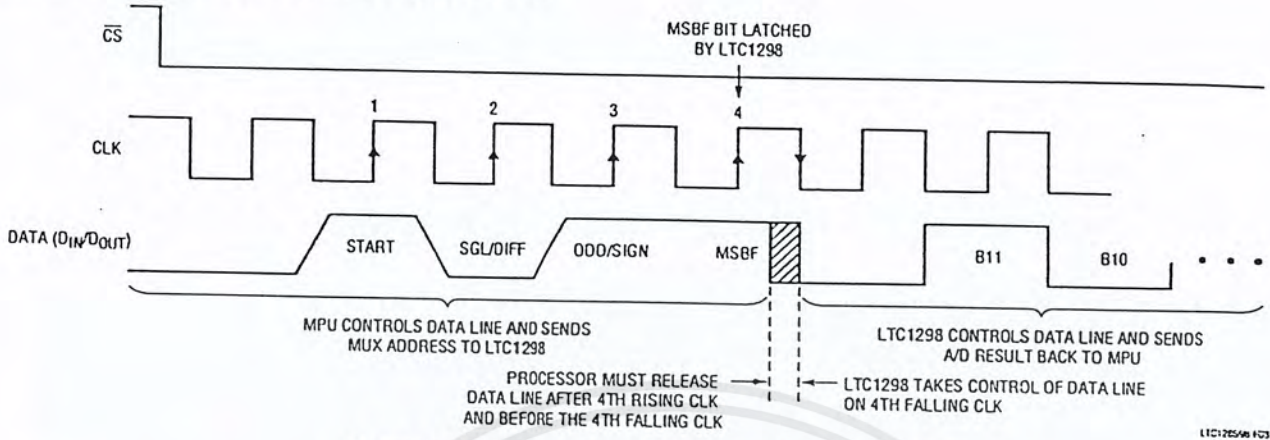 CS
MSBF BIT LATCHED
BY LTC1298
1 2 3 4
CLK
DATA (DIN/DOUT)
START SGL/DIFF ODD/SIGN MSBF B11 B10
MPU CONTROLS DATA LINE AND SENDS
MUX ADDRESS TO LTC1298
LTC1298 CONTROLS DATA LINE AND SENDS
A/D RESULT BACK TO MPU
PROCESSOR MUST RELEASE
DATA LINE AFTER 4TH RISING CLK
AND BEFORE THE 4TH FALLING CLK
LTC1298 TAKES CONTROL OF DATA LINE
ON 4TH FALLING CLK